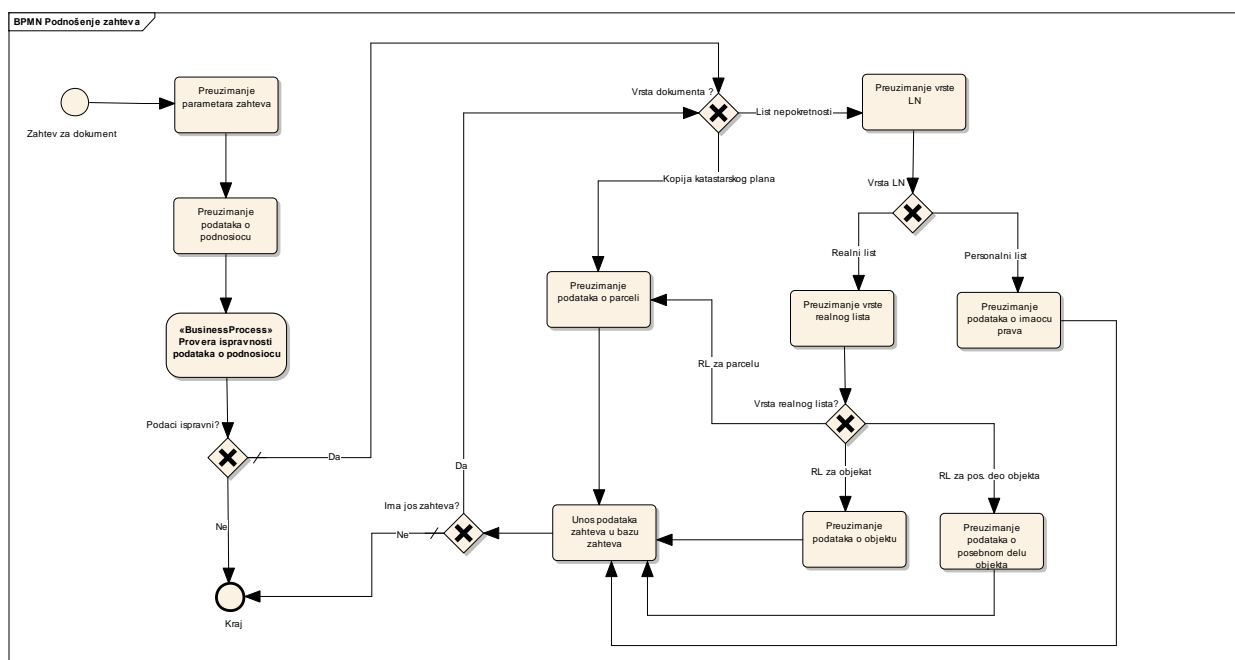 BPMN Podnošenje zahteva
Zahtev za dokument
Preuzimanje
parametara zahteva
Preuzimanje
podataka o
podnosiocu
«BusinessProcess»
Provera ispravnosti
podataka o podnosiocu
Podaci ispravni?
Da
Ne
Kraj
Vrsta dokumenta ?
List nepokretnosti
Kopija katastarskog plana
Preuzimanje vrste
LN
Vrsta LN
Realni list
Personalni list
Preuzimanje
podataka o parceli
Preuzimanje vrste
realnog lista
Preuzimanje
podataka o imaocu
prava
RL za parcelu
Vrsta realnog lista?
RL za objekat
RL za pos. deo objekta
Da
Ima jos zahteva?
Ne
Unos podataka
zahteva u bazu
zahteva
Preuzimanje
podataka o objektu
Preuzimanje
podataka o
posebnom delu
objekta